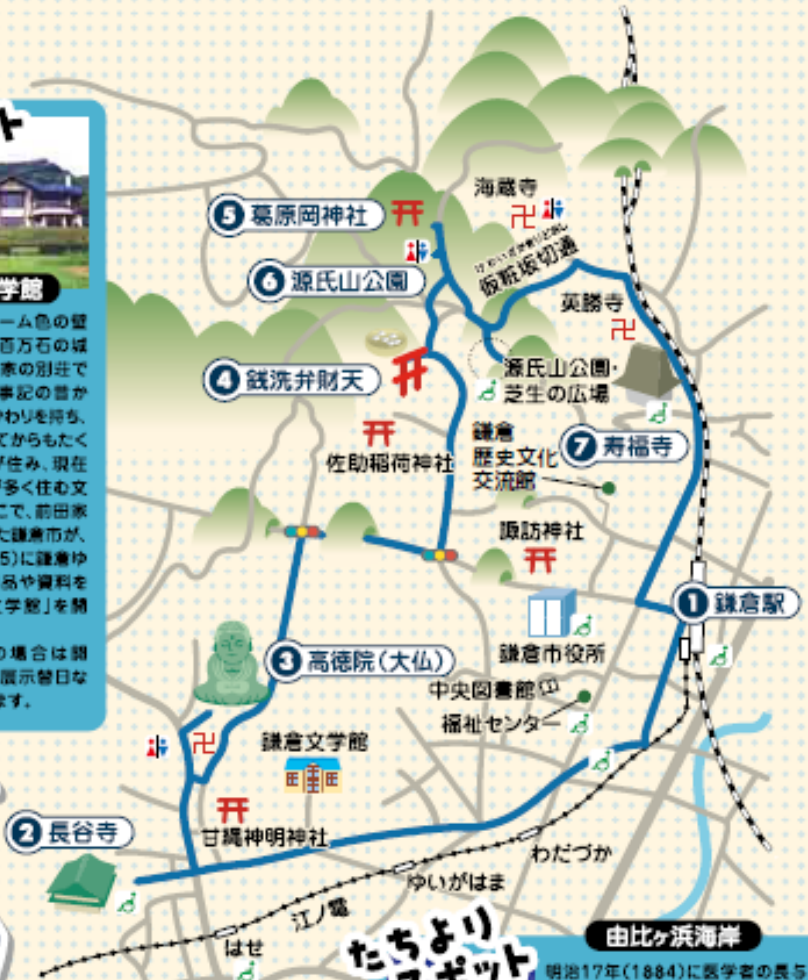 ト
学館
ーム色の壁
百万石の城
家の別荘で
事記の昔か
かわりを持ち、
てからもたく
が住み、現在
が多く住む文
こで、前田家
た鎌倉市が、
5)に鎌倉ゆ
品や資料を
文学館」を開
の場合は開
展示替日な
ます。
海蔵寺
5 葛原岡神社
仮粧坂切通
6 源氏山公園
英勝寺
4 銭洗弁財天
源氏山公園・
芝生の広場
佐助稲荷神社
鎌倉
歴史文化
交流館
7 寿福寺
諏訪神社
1 鎌倉駅
鎌倉市役所
3 高徳院(大仏)
中央図書館
福祉センター
鎌倉文学館
2 長谷寺
甘縄神明神社
わだづか
ゆいがはま
江ノ電
はせ
たちより
スポット
由比ヶ浜海岸
明治17年(1884)に医学者の長与